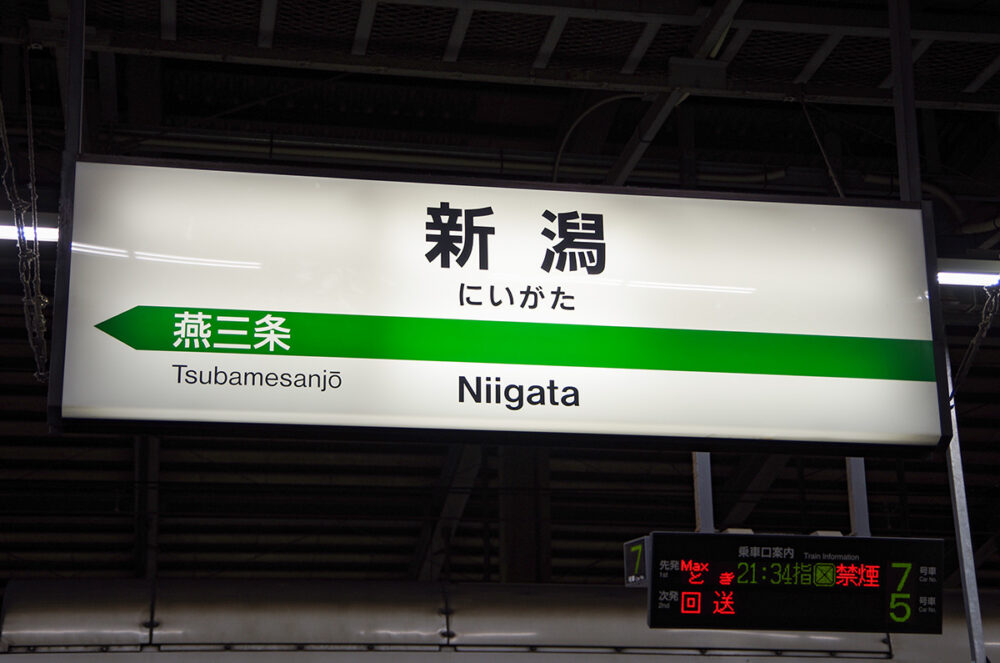 新潟
にいがた
燕三条
Tsubamesanjō
Niigata
乗車口案内 Train Information
7
先発 1st Maxとき 21:34 指 禁煙 7 号車 Car No.
次発 2nd 回送 5 号車 Car No.